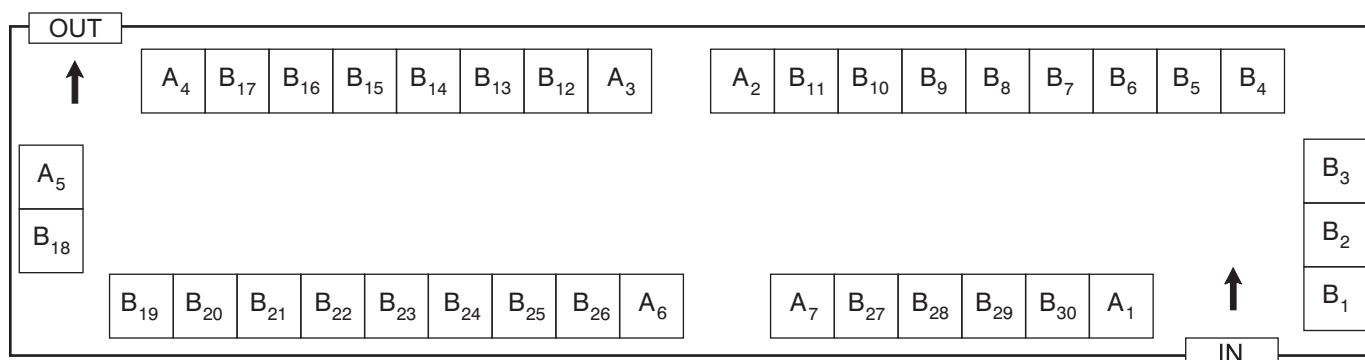 OUT
A₄ B₁₇ B₁₆ B₁₅ B₁₄ B₁₃ B₁₂ A₃ A₂ B₁₁ B₁₀ B₉ B₈ B₇ B₆ B₅ B₄
A₅ B₃
B₁₈ B₂
B₁₉ B₂₀ B₂₁ B₂₂ B₂₃ B₂₄ B₂₅ B₂₆ A₆ A₇ B₂₇ B₂₈ B₂₉ B₃₀ A₁ B₁
IN